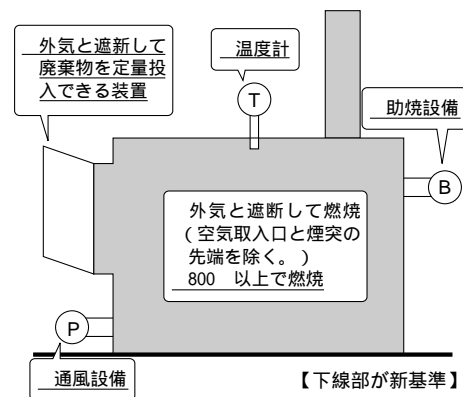 外気と遮新して
廃棄物を定量投
入できる装置
温度計
T
助焼設備
B
外気と遮断して燃焼
(空気取入口と煙突の
先端を除く。)
800 以上で燃焼
P
通風設備
【下線部が新基準】